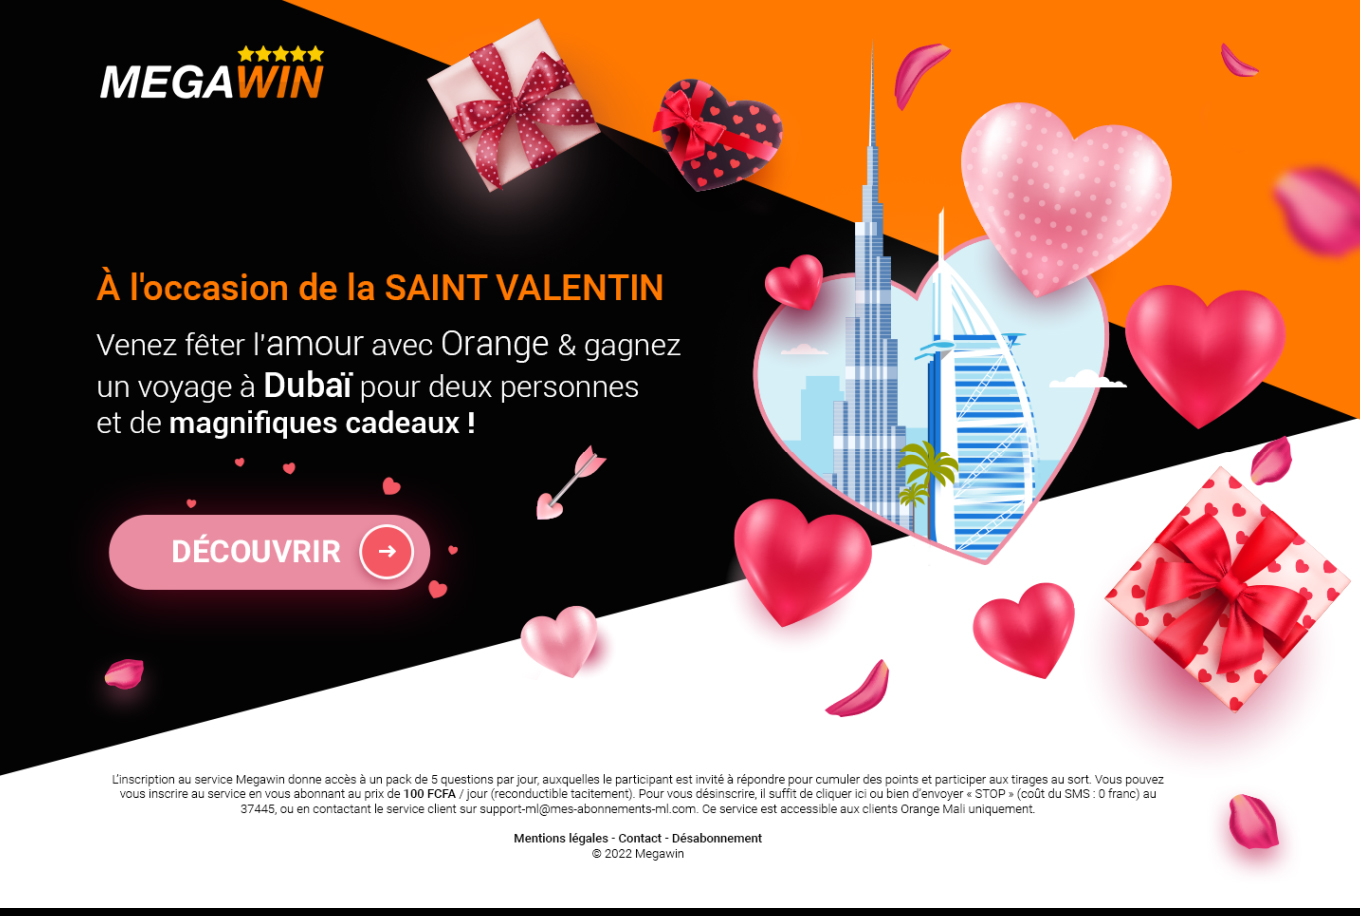 MEGAWIN
À l'occasion de la SAINT VALENTIN
Venez fêter l'amour avec Orange & gagnez
un voyage à Dubaï pour deux personnes
et de magnifiques cadeaux !
DÉCOUVRIR
L'inscription au service Megawin donne accès à un pack de 5 questions par jour, auxquelles le participant est invité à répondre pour cumuler des points et participer aux tirages au sort. Vous pouvez
vous inscrire au service en vous abonnant au prix de 100 FCFA / jour (reconductible tacitement). Pour vous désinscrire, il suffit de cliquer ici ou bien d'envoyer « STOP » (coût du SMS : 0 franc) au
37445, ou en contactant le service client sur support-ml@mes-abonnements-ml.com. Ce service est accessible aux clients Orange Mali uniquement.
Mentions légales - Contact - Désabonnement
© 2022 Megawin